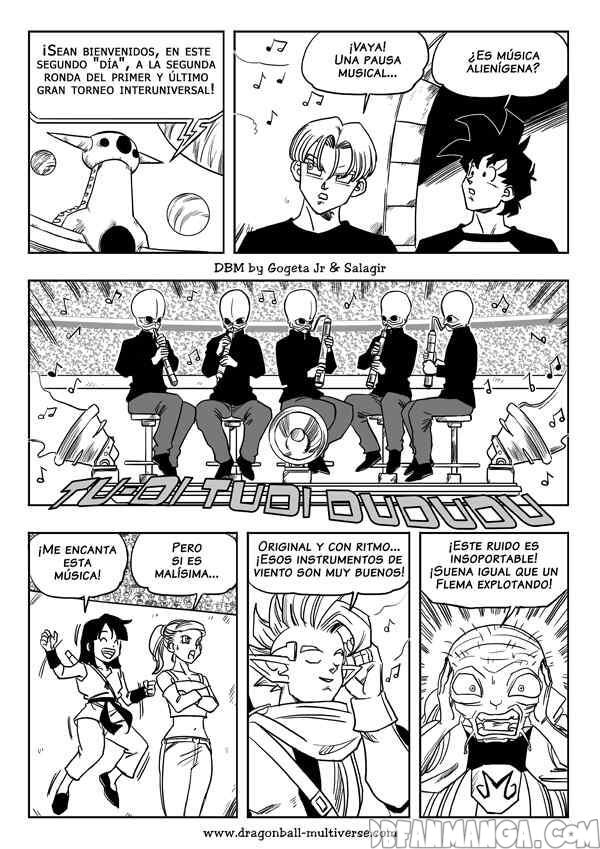 ¡SEAN BIENVENIDOS, EN ESTE
SEGUNDO "DÍA", A LA SEGUNDA
RONDA DEL PRIMER Y ÚLTIMO
GRAN TORNEO INTERUNIVERSAL!
¡VAYA!
UNA PAUSA
MUSICAL...
¿ES MÚSICA
ALIENÍGENA?
DBM by Gogeta Jr & Salagir
TU-DI TUDI DUDUDU
¡ME ENCANTA
ESTA
MÚSICA!
PERO
SI ES
MALÍSIMA...
ORIGINAL Y CON RITMO...
¡ESOS INSTRUMENTOS DE
VIENTO SON MUY BUENOS!
¡ESTE RUIDO ES
INSOPORTABLE!
¡SUENA IGUAL QUE UN
FLEMA EXPLOTANDO!
M
www.dragonball-multiverse.com
DBFANMANGA.COM